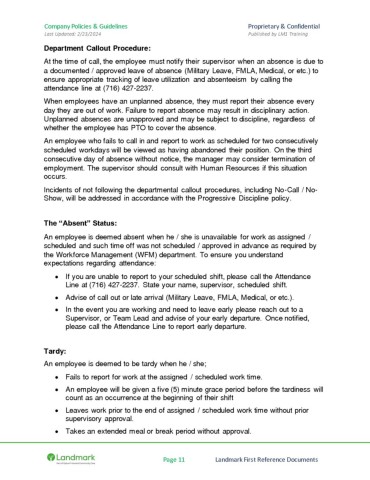 Company Policies & Guidelines Proprietary & Confidential
Last Updated: 2/23/2024 Published by LM1 Training
Department Callout Procedure:
At the time of call, the employee must notify their supervisor when an absence is due to
a documented / approved leave of absence (Military Leave, FMLA, Medical, or etc.) to
ensure appropriate tracking of leave utilization and absenteeism by calling the
attendance line at (716) 427-2237.
When employees have an unplanned absence, they must report their absence every
day they are out of work. Failure to report absence may result in disciplinary action.
Unplanned absences are unapproved and may be subject to discipline, regardless of
whether the employee has PTO to cover the absence.
An employee who fails to call in and report to work as scheduled for two consecutively
scheduled workdays will be viewed as having abandoned their position. On the third
consecutive day of absence without notice, the manager may consider termination of
employment. The supervisor should consult with Human Resources if this situation
occurs.
Incidents of not following the departmental callout procedures, including No-Call / No-
Show, will be addressed in accordance with the Progressive Discipline policy.
The “Absent” Status:
An employee is deemed absent when he / she is unavailable for work as assigned /
scheduled and such time off was not scheduled / approved in advance as required by
the Workforce Management (WFM) department. To ensure you understand
expectations regarding attendance:
• If you are unable to report to your scheduled shift, please call the Attendance
Line at (716) 427-2237. State your name, supervisor, scheduled shift.
• Advise of call out or late arrival (Military Leave, FMLA, Medical, or etc.).
• In the event you are working and need to leave early please reach out to a
Supervisor, or Team Lead and advise of your early departure. Once notified,
please call the Attendance Line to report early departure.
Tardy:
An employee is deemed to be tardy when he / she;
• Fails to report for work at the assigned / scheduled work time.
• An employee will be given a five (5) minute grace period before the tardiness will
count as an occurrence at the beginning of their shift
• Leaves work prior to the end of assigned / scheduled work time without prior
supervisory approval.
• Takes an extended meal or break period without approval.
Landmark
Page 11 Landmark First Reference Documents